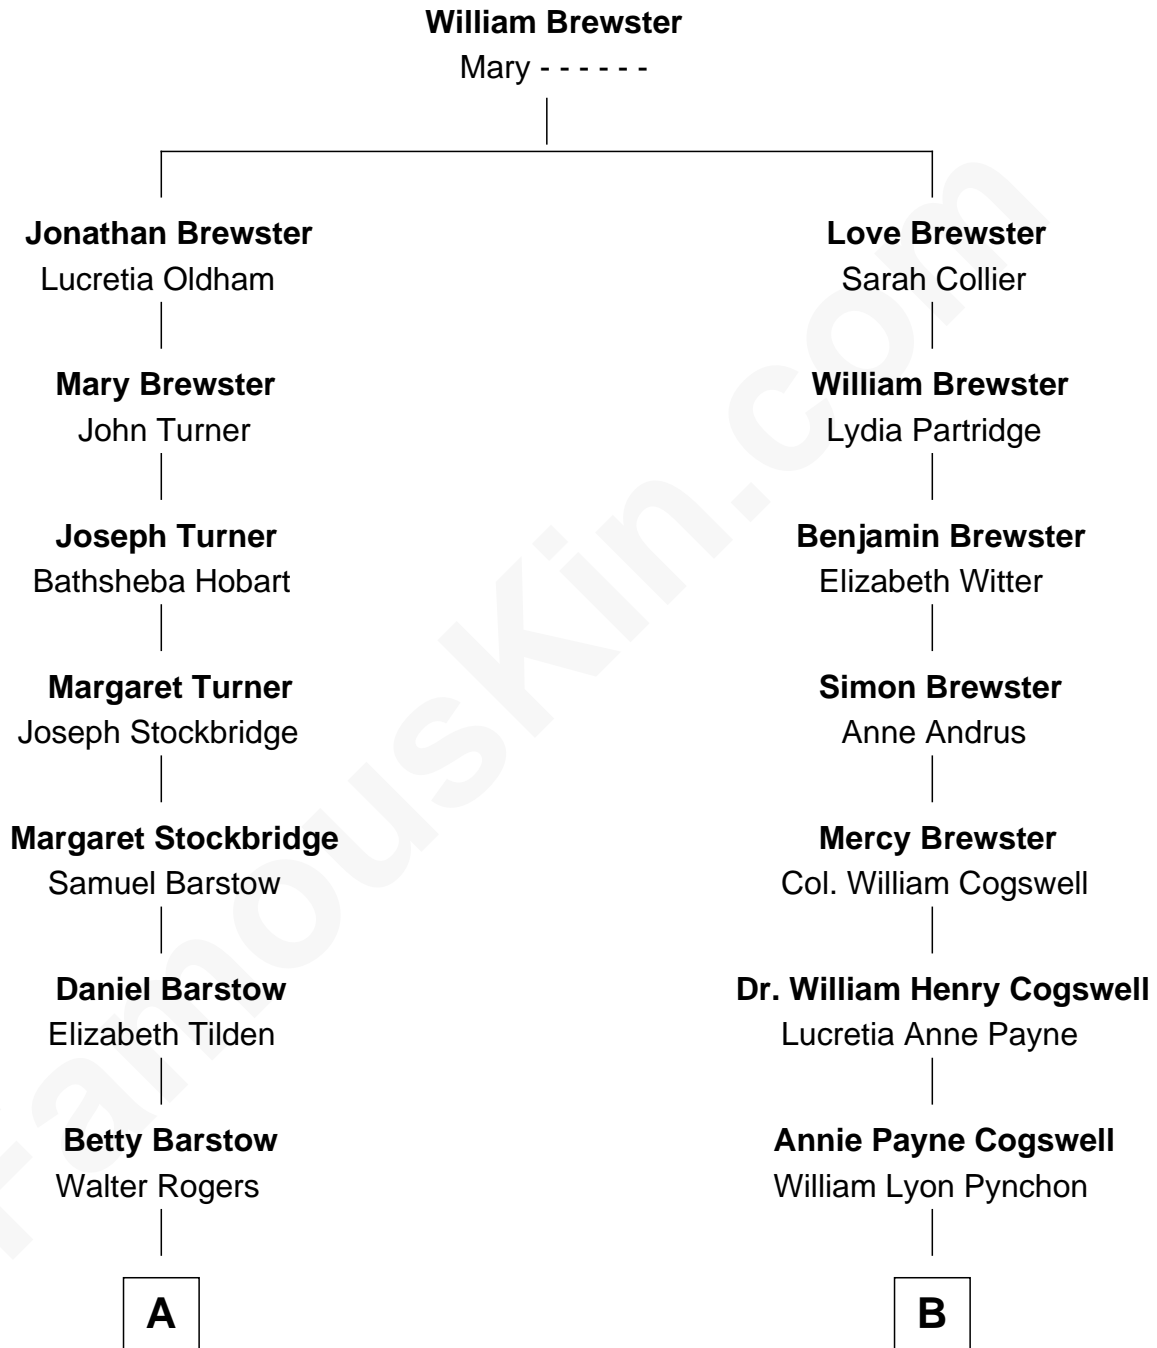 William Brewster
Mary - - - - - -
Jonathan Brewster
Lucretia Oldham
Love Brewster
Sarah Collier
Mary Brewster
John Turner
William Brewster
Lydia Partridge
Joseph Turner
Bathsheba Hobart
Benjamin Brewster
Elizabeth Witter
Margaret Turner
Joseph Stockbridge
Simon Brewster
Anne Andrus
Margaret Stockbridge
Samuel Barstow
Mercy Brewster
Col. William Cogswell
Daniel Barstow
Elizabeth Tilden
Dr. William Henry Cogswell
Lucretia Anne Payne
Betty Barstow
Walter Rogers
Annie Payne Cogswell
William Lyon Pynchon
A
B
FamousKin.com